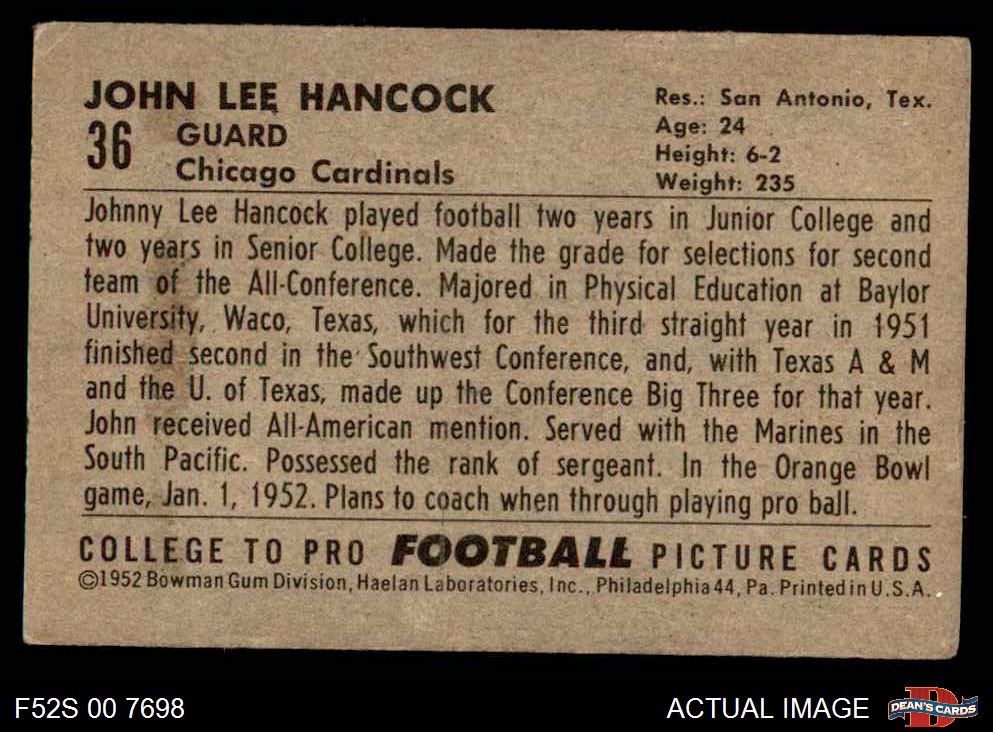 JOHN LEE HANCOCK
36 GUARD
Chicago Cardinals
Res.: San Antonio, Tex.
Age: 24
Height: 6-2
Weight: 235
Johnny Lee Hancock played football two years in Junior College and
two years in Senior College. Made the grade for selections for second
team of the All-Conference. Majored in Physical Education at Baylor
University, Waco, Texas, which for the third straight year in 1951
finished second in the Southwest Conference, and, with Texas A & M
and the U. of Texas, made up the Conference Big Three for that year.
John received All-American mention. Served with the Marines in the
South Pacific. Possessed the rank of sergeant. In the Orange Bowl
game, Jan. 1, 1952. Plans to coach when through playing pro ball.
COLLEGE TO PRO FOOTBALL PICTURE CARDS
©1952 Bowman Gum Division, Haelan Laboratories, Inc., Philadelphia 44, Pa. Printed in U.S.A.
F52S 00 7698
ACTUAL IMAGE
DEAN'S CARDS